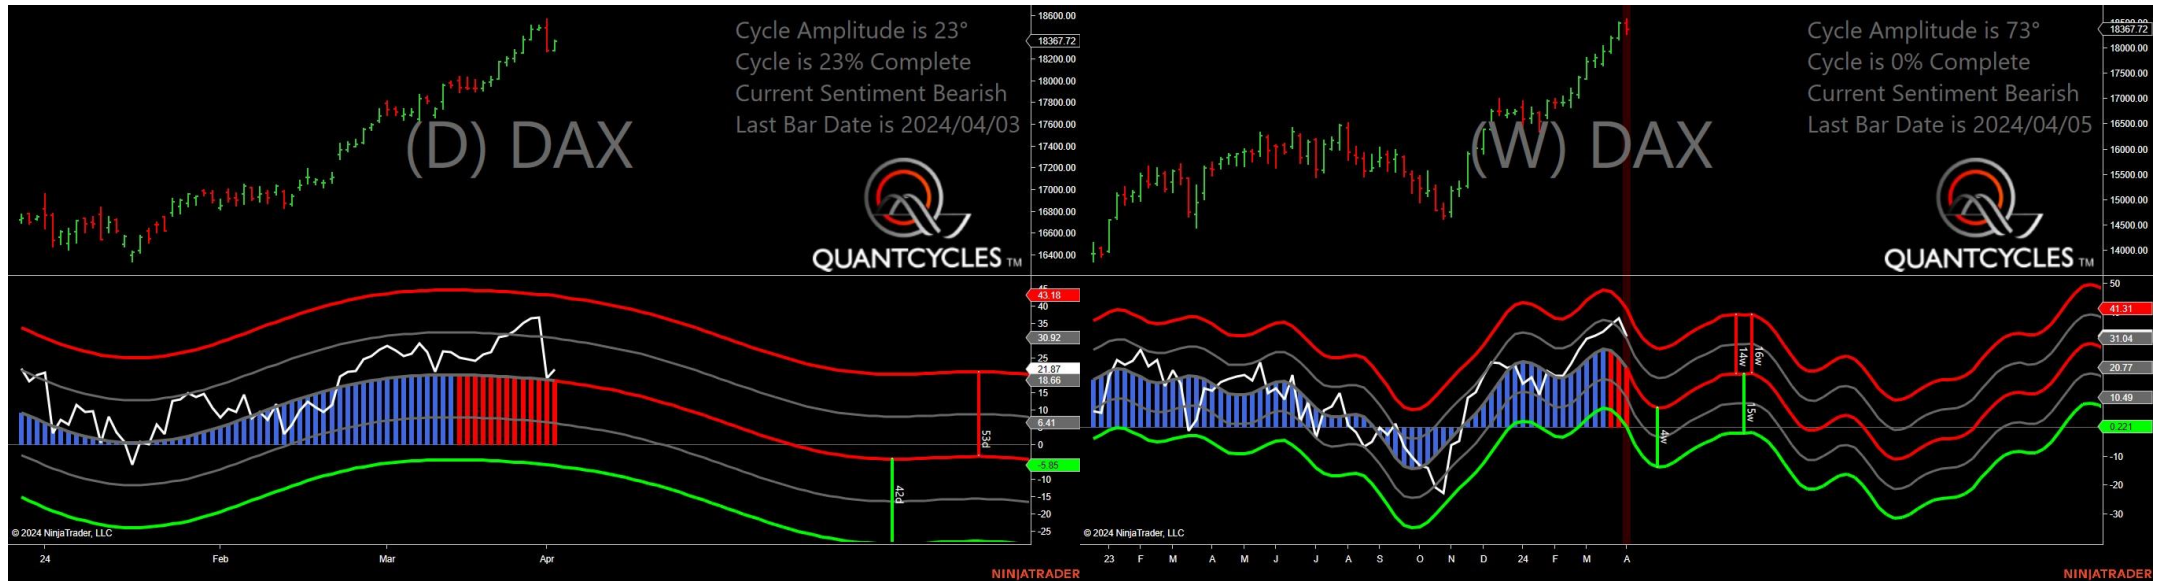 18600.00
18367.72
18200.00
18000.00
17800.00
17600.00
17400.00
17200.00
17000.00
16800.00
16600.00
16400.00
Cycle Amplitude is 23°
Cycle is 23% Complete
Current Sentiment Bearish
Last Bar Date is 2024/04/03
(D) DAX
QUANTCYCLES TM
43.18
40
35
30.92
25
21.87
18.66
15
10
6.41
0
-5.85
-10
-15
-20
-25
53d
42d
© 2024 NinjaTrader, LLC
24 Feb Mar Apr
NINJATRADER
18367.72
18000.00
17500.00
17000.00
16500.00
16000.00
15500.00
15000.00
14500.00
14000.00
Cycle Amplitude is 73°
Cycle is 0% Complete
Current Sentiment Bearish
Last Bar Date is 2024/04/05
(W) DAX
QUANTCYCLES TM
50
41.31
31.04
20.77
10.49
0.221
-10
-20
-30
4w
14w
16w
15w
© 2024 NinjaTrader, LLC
23 F M A M J J A S O N D 24 F M A
NINJATRADER